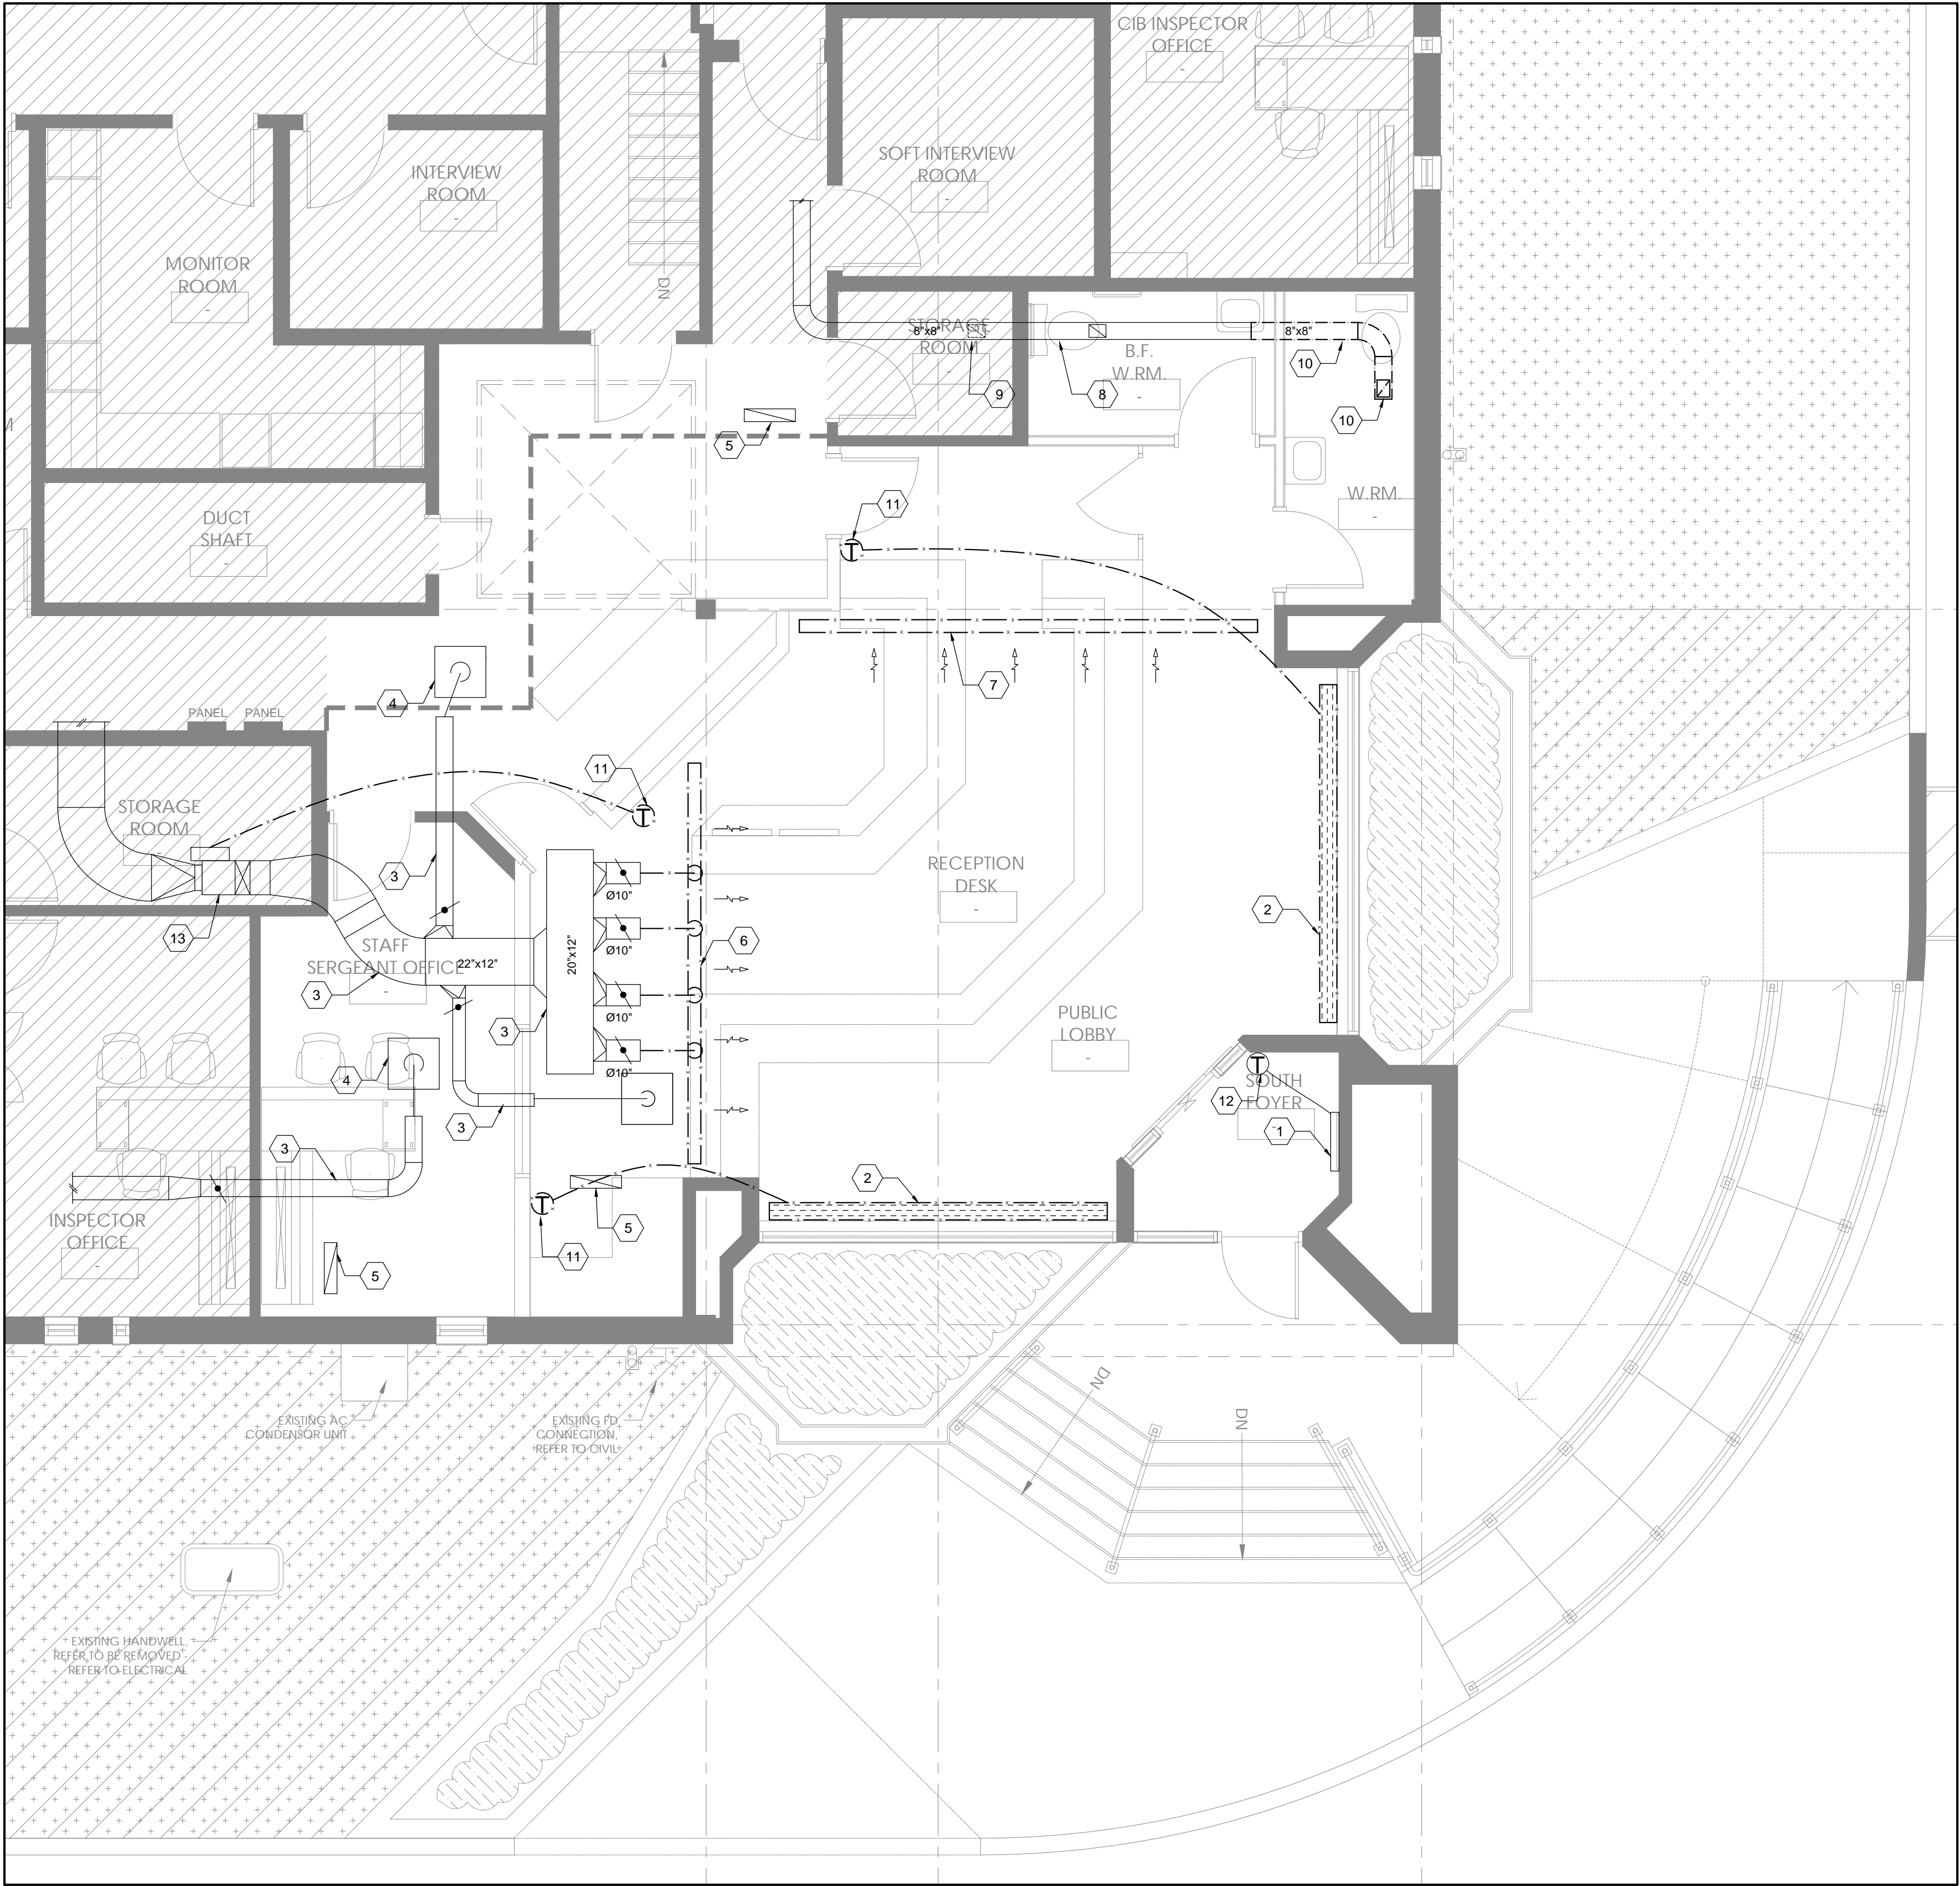 CIB INSPECTOR
OFFICE
-
SOFT INTERVIEW
ROOM
-
INTERVIEW
ROOM
-
MONITOR
ROOM
-
DN
STORAGE
ROOM
-
8"x8"
8"x8"
B.F.
W.RM.
-
10
9
8
10
5
W.RM.
-
11
DUCT
SHAFT
-
7
4
PANEL
PANEL
11
STORAGE
ROOM
-
3
RECEPTION
DESK
-
Ø10"
2
13
STAFF
SERGEANT OFFICE
-
22"x12"
20"x12"
Ø10"
6
3
3
Ø10"
PUBLIC
LOBBY
-
Ø10"
4
SOUTH
FOYER
-
12
1
3
3
2
INSPECTOR
OFFICE
-
5
11
5
EXISTING AC
CONDENSOR UNIT
EXISTING FD
CONNECTION,
REFER TO CIVIL
DN
DN
EXISTING HANDWELL,
REFER TO BE REMOVED -
REFER TO ELECTRICAL